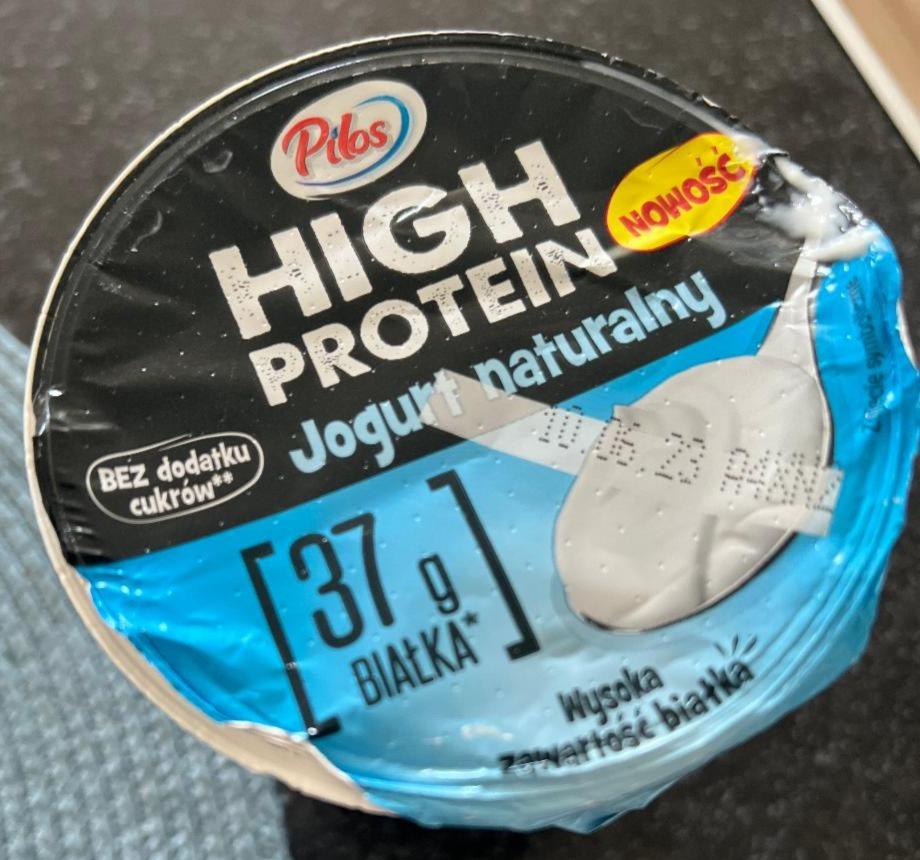 Pilos
HIGH
PROTEIN
NOWOŚĆ
Jogurt naturalny
BEZ dodatku
cukrów**
37 g
BIAŁKA*
Wysoka
zawartość białka